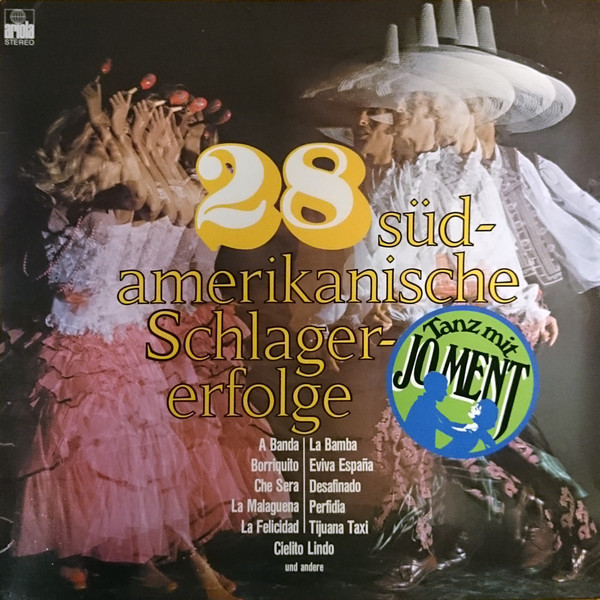 ariola
STEREO
28
süd-
amerikanische
Schlager-
erfolge
Tanz mit
JO MENT
A Banda | La Bamba
Borriquito | Eviva España
Che Sera | Desafinado
La Malaguena | Perfidia
La Felicidad | Tijuana Taxi
Cielito Lindo
und andere